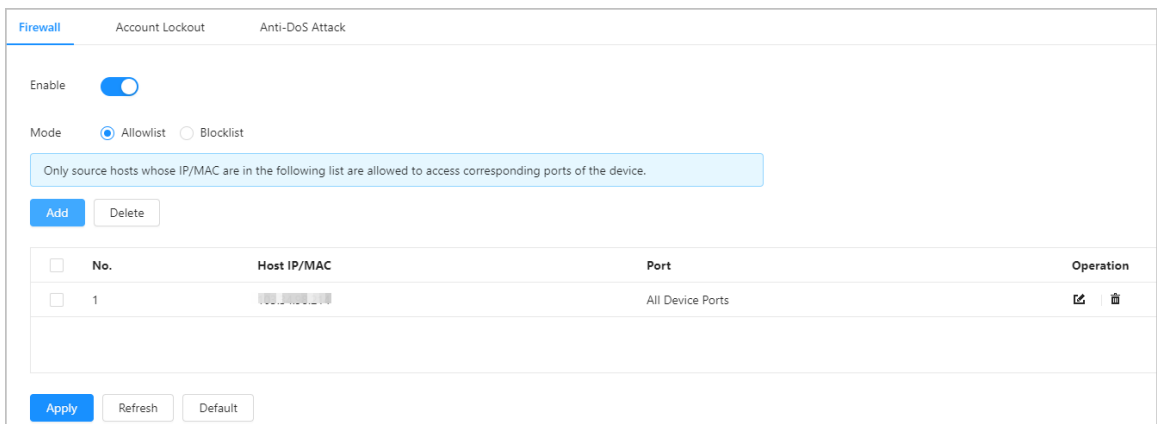 Firewall Account Lockout Anti-DoS Attack
Enable
Mode Allowlist Blocklist
Only source hosts whose IP/MAC are in the following list are allowed to access corresponding ports of the device.
Add Delete
No. Host IP/MAC Port Operation
1 All Device Ports
Apply Refresh Default